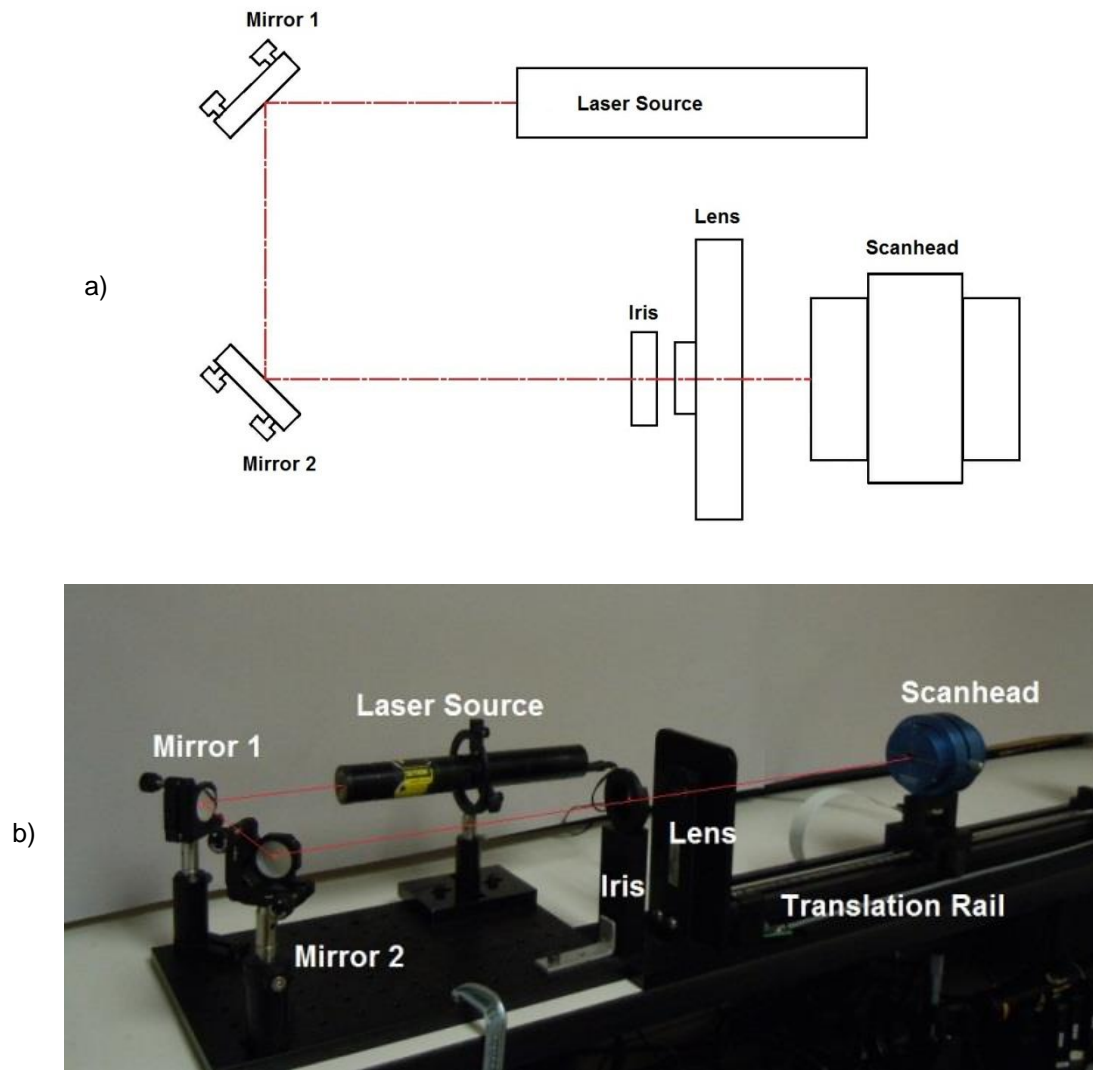 Mirror 1
Laser Source
Lens
Scanhead
Iris
a)
Mirror 2
Scanhead
Laser Source
Mirror 1
b)
Lens
Iris
Translation Rail
Mirror 2